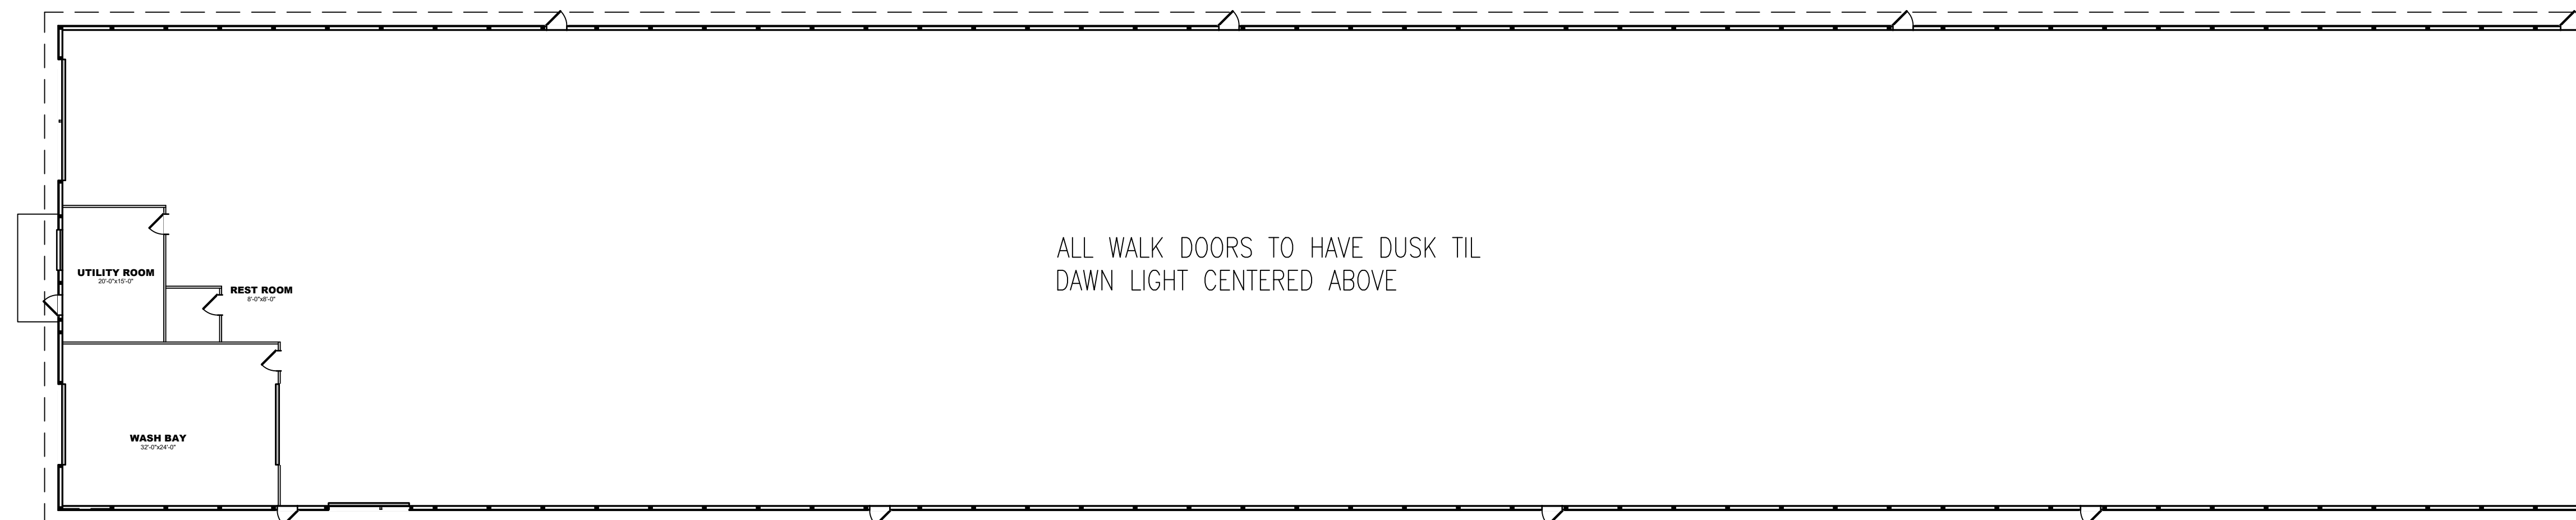 ALL WALK DOORS TO HAVE DUSK TIL
DAWN LIGHT CENTERED ABOVE
UTILITY ROOM
20'-0"x15'-0"
REST ROOM
8'-0"x8'-0"
WASH BAY
32'-0"x24'-0"